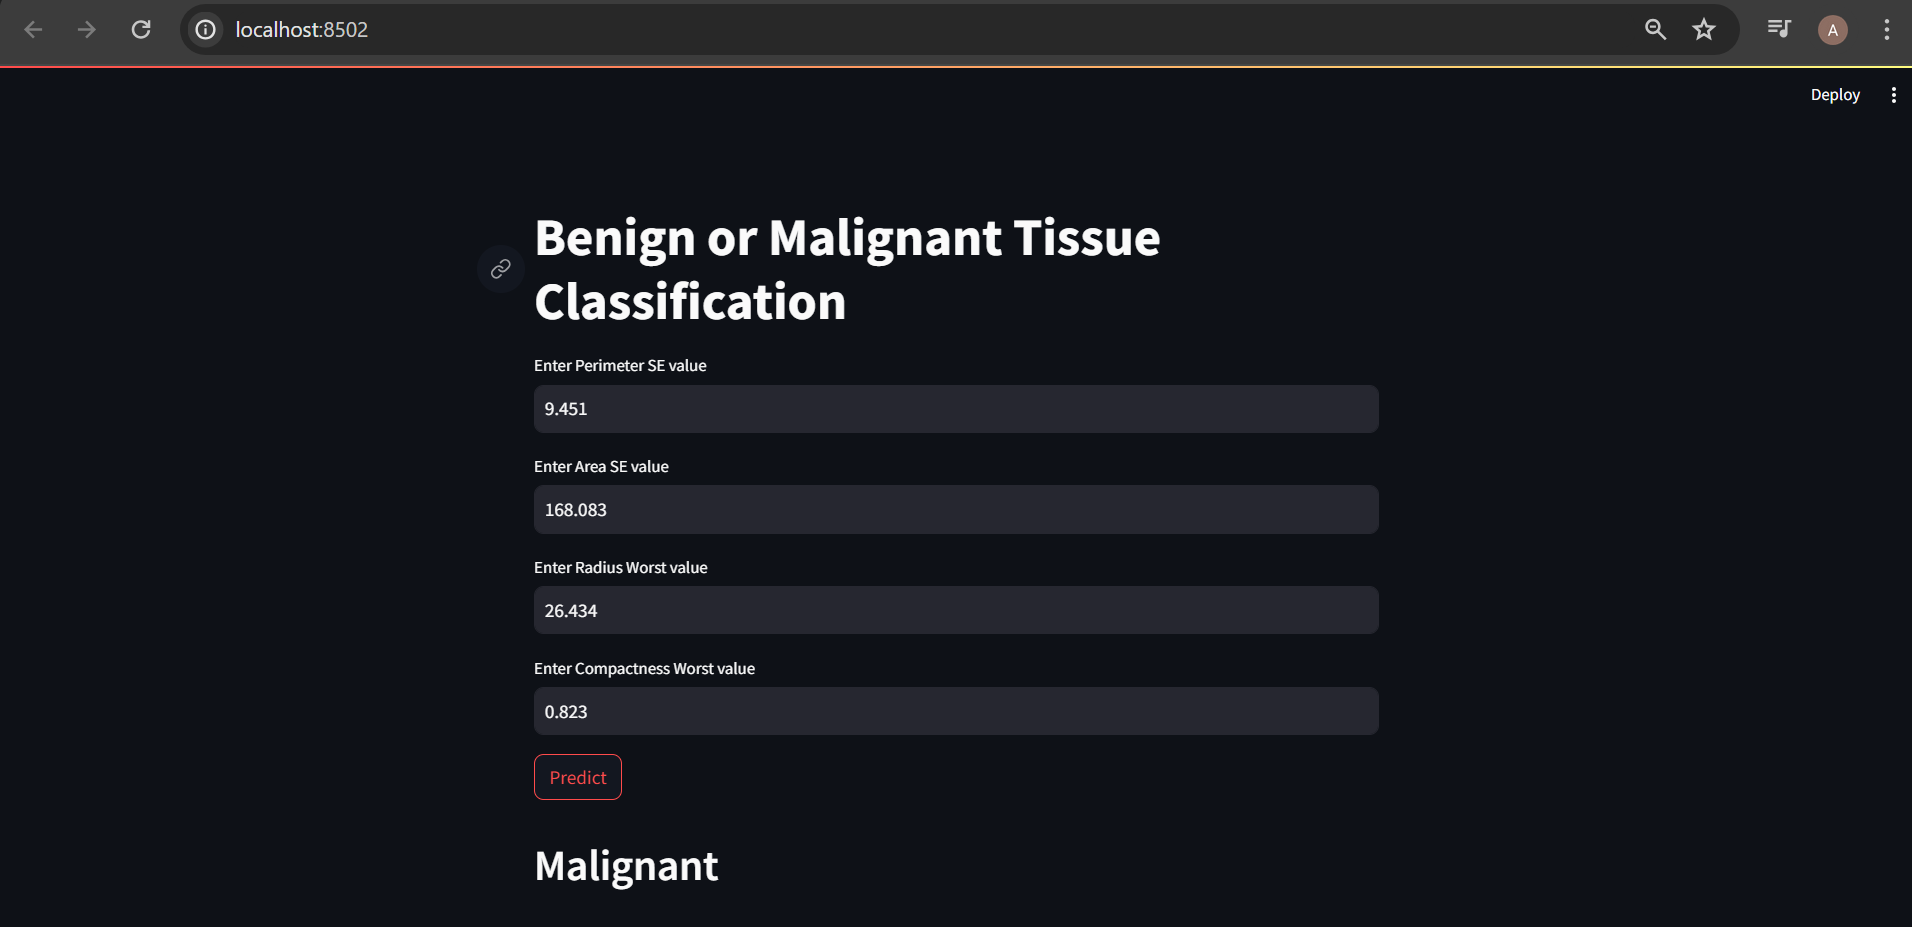 localhost:8502
A
Deploy
Benign or Malignant Tissue
Classification
Enter Perimeter SE value
9.451
Enter Area SE value
168.083
Enter Radius Worst value
26.434
Enter Compactness Worst value
0.823
Predict
Malignant